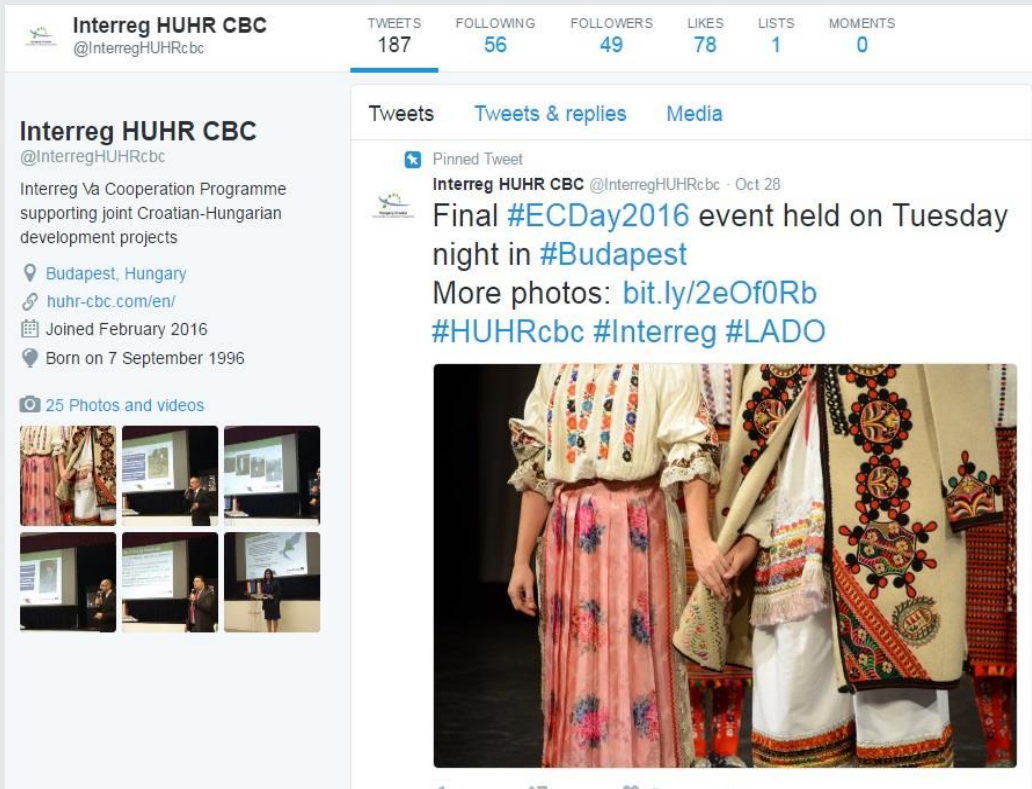 Interreg HUHR CBC
@InterregHUHRcbc
TWEETS FOLLOWING FOLLOWERS LIKES LISTS MOMENTS
187 56 49 78 1 0
Interreg HUHR CBC
@InterregHUHRcbc
Interreg Va Cooperation Programme
supporting joint Croatian-Hungarian
development projects
Budapest, Hungary
huhr-cbc.com/en/
Joined February 2016
Born on 7 September 1996
25 Photos and videos
Tweets Tweets & replies Media
Pinned Tweet
Interreg HUHR CBC @InterregHUHRcbc · Oct 28
Final #ECDay2016 event held on Tuesday
night in #Budapest
More photos: bit.ly/2eOf0Rb
#HUHRcbc #Interreg #LADO